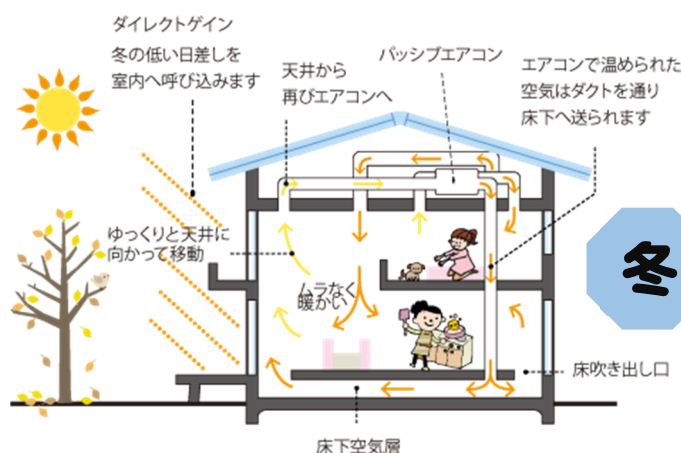 ダイレクトゲイン
冬の低い日差しを
室内へ呼び込みます
天井から
再びエアコンへ
パッシブエアコン
エアコンで温められた
空気はダクトを通り
床下へ送られます
ゆっくりと天井に
向かって移動
ムラなく
暖かい
冬
床吹き出し口
床下空気層